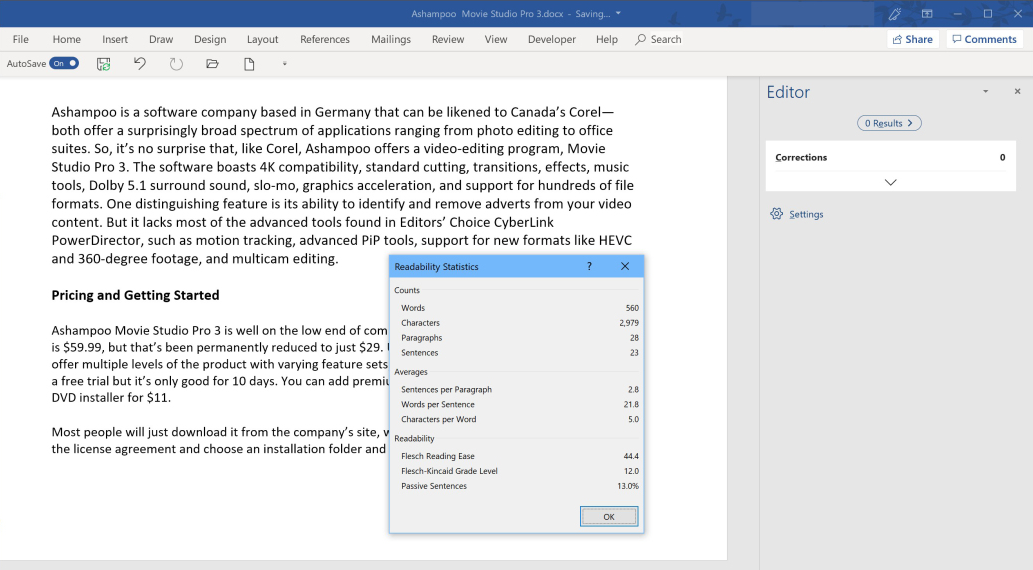 Ashampoo Movie Studio Pro 3.docx - Saving...
File Home Insert Draw Design Layout References Mailings Review View Developer Help Search Share Comments
AutoSave On
Ashampoo is a software company based in Germany that can be likened to Canada's Corel—
both offer a surprisingly broad spectrum of applications ranging from photo editing to office
suites. So, it's no surprise that, like Corel, Ashampoo offers a video-editing program, Movie
Studio Pro 3. The software boasts 4K compatibility, standard cutting, transitions, effects, music
tools, Dolby 5.1 surround sound, slo-mo, graphics acceleration, and support for hundreds of file
formats. One distinguishing feature is its ability to identify and remove adverts from your video
content. But it lacks most of the advanced tools found in Editors' Choice CyberLink
PowerDirector, such as motion tracking, advanced PiP tools, support for new formats like HEVC
and 360-degree footage, and multicam editing.
Pricing and Getting Started
Ashampoo Movie Studio Pro 3 is well on the low end of com
is $59.99, but that's been permanently reduced to just $29.
offer multiple levels of the product with varying feature sets
a free trial but it's only good for 10 days. You can add premiu
DVD installer for $11.
Most people will just download it from the company's site, w
the license agreement and choose an installation folder and
Readability Statistics ?
Counts
Words 560
Characters 2,979
Paragraphs 28
Sentences 23
Averages
Sentences per Paragraph 2.8
Words per Sentence 21.8
Characters per Word 5.0
Readability
Flesch Reading Ease 44.4
Flesch-Kincaid Grade Level 12.0
Passive Sentences 13.0%
OK
Editor
0 Results
Corrections 0
Settings